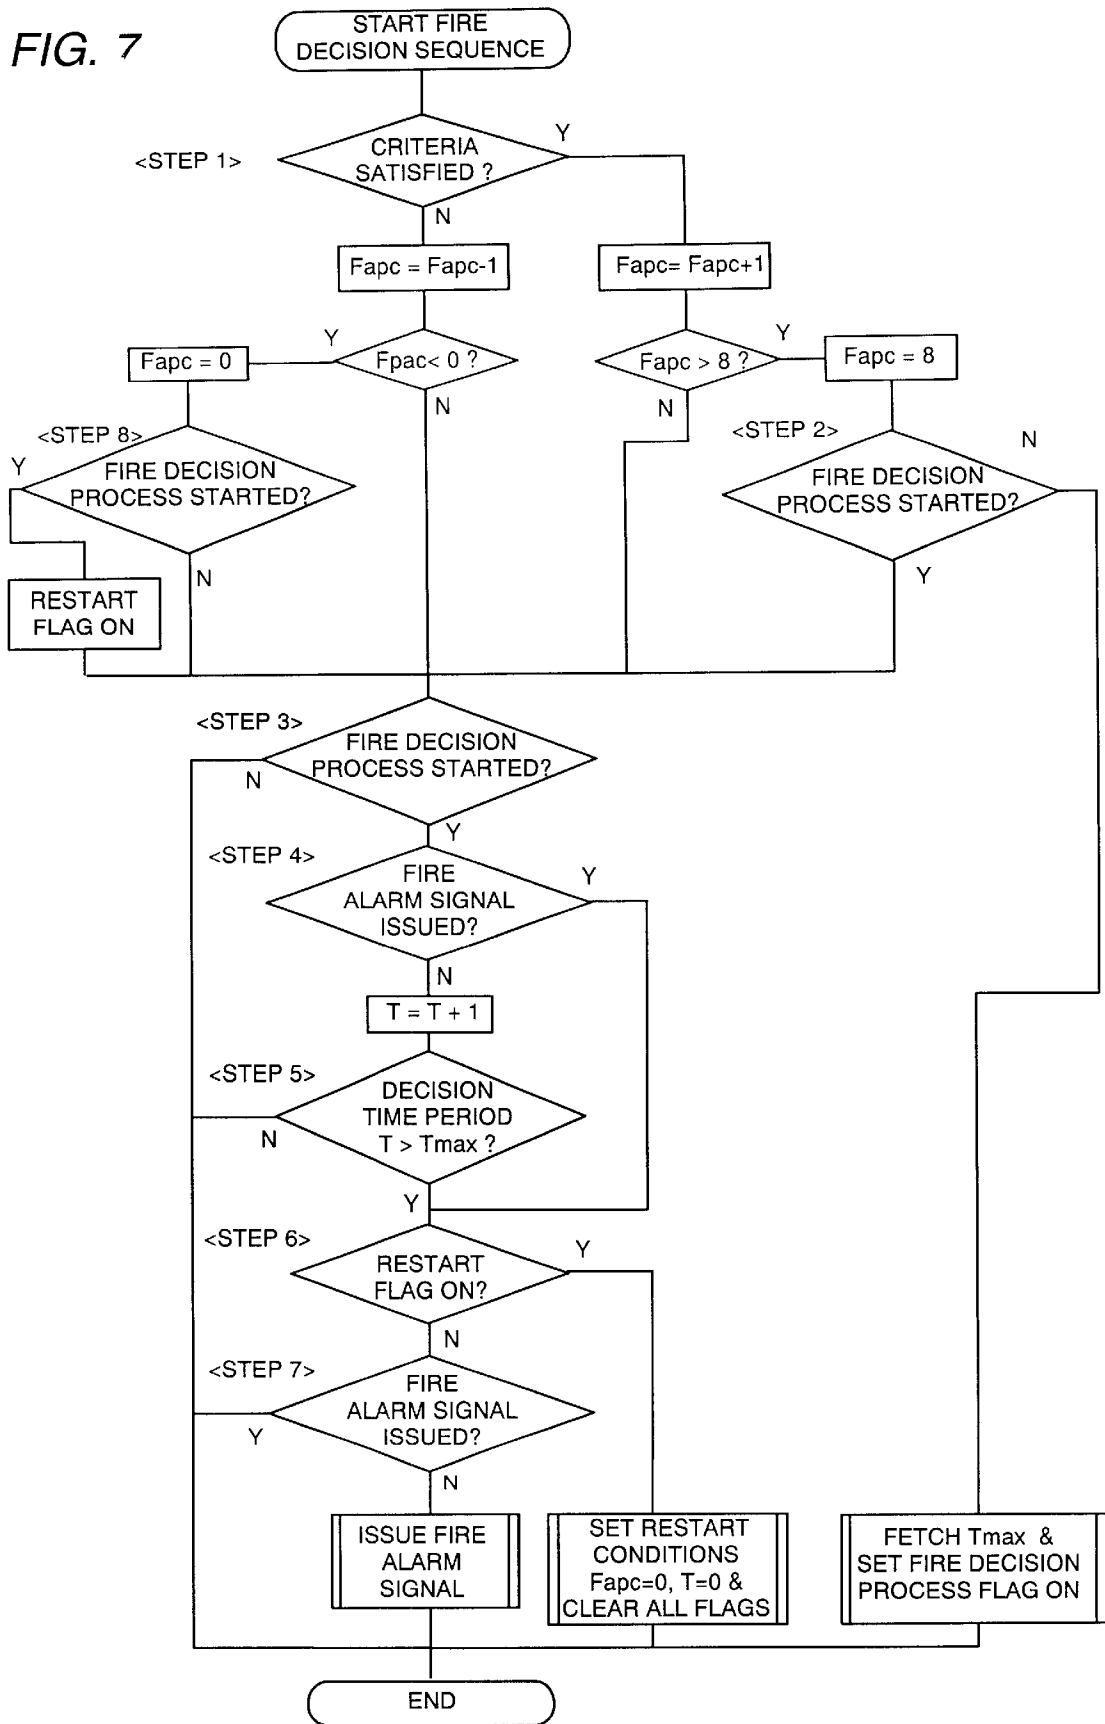 FIG. 7
START FIRE
DECISION SEQUENCE
<STEP 1>
CRITERIA
SATISFIED ?
Y
N
Fapc = Fapc-1
Fapc= Fapc+1
Y
Fapc = 0
Fpac< 0 ?
N
Fapc > 8 ?
Y
N
Fapc = 8
<STEP 8>
Y
FIRE DECISION
PROCESS STARTED?
N
RESTART
FLAG ON
<STEP 2>
N
FIRE DECISION
PROCESS STARTED?
Y
<STEP 3>
FIRE DECISION
PROCESS STARTED?
N
Y
<STEP 4>
FIRE
ALARM SIGNAL
ISSUED?
Y
N
T = T + 1
<STEP 5>
DECISION
TIME PERIOD
T > Tmax ?
N
Y
<STEP 6>
RESTART
FLAG ON?
Y
N
<STEP 7>
FIRE
ALARM SIGNAL
ISSUED?
Y
N
ISSUE FIRE
ALARM
SIGNAL
SET RESTART
CONDITIONS
Fapc=0, T=0 &
CLEAR ALL FLAGS
FETCH Tmax &
SET FIRE DECISION
PROCESS FLAG ON
END